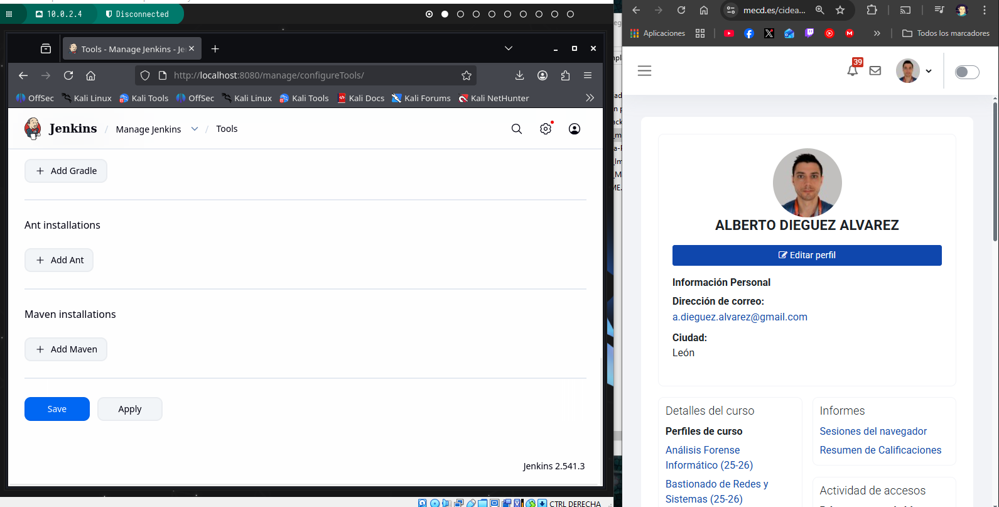 10.0.2.4
Disconnected
Tools - Manage Jenkins - Je
http://localhost:8080/manage/configureTools/
OffSec
Kali Linux
Kali Tools
OffSec
Kali Linux
Kali Tools
Kali Docs
Kali Forums
Kali NetHunter
Jenkins / Manage Jenkins / Tools
+ Add Gradle
Ant installations
+ Add Ant
Maven installations
+ Add Maven
Save
Apply
Jenkins 2.541.3
CTRL DERECHA
mecd.es/cidea...
Aplicaciones
Todos los marcadores
39
ALBERTO DIEGUEZ ALVAREZ
Editar perfil
Información Personal
Dirección de correo:
a.dieguez.alvarez@gmail.com
Ciudad:
León
Detalles del curso
Perfiles de curso
Análisis Forense
Informático (25-26)
Bastionado de Redes y
Sistemas (25-26)
Informes
Sesiones del navegador
Resumen de Calificaciones
Actividad de accesos